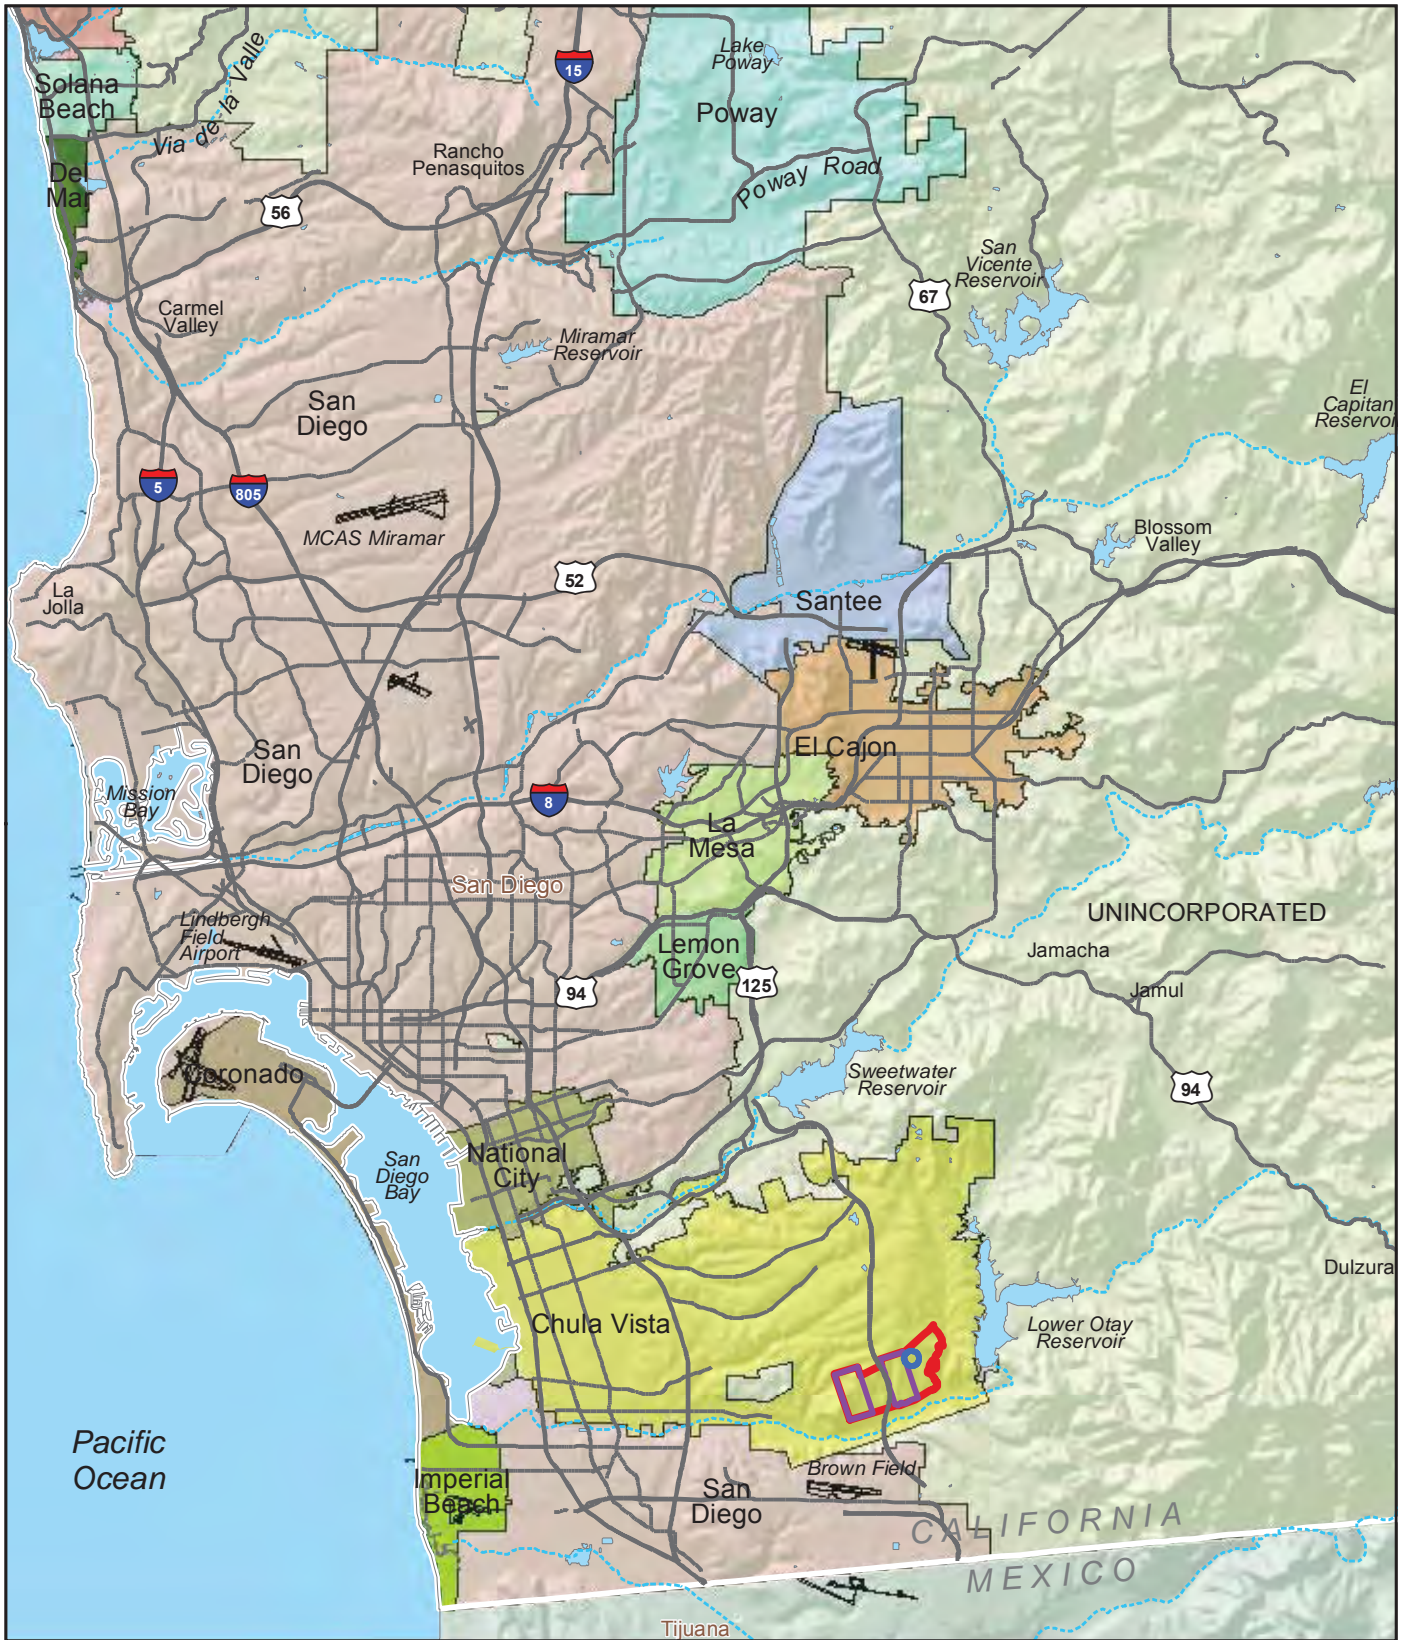 Solana
Beach
Via de la Valle
Del
Mar
56
Rancho
Penasquitos
15
Lake
Poway
Poway
Poway Road
San
Vicente
Reservoir
67
Carmel
Valley
Miramar
Reservoir
San
Diego
El
Capitan
Reservoi
5
805
MCAS Miramar
52
Blossom
Valley
La
Jolla
Santee
San
Diego
El Cajon
Mission
Bay
8
La
Mesa
San Diego
UNINCORPORATED
Lindbergh
Field
Airport
Lemon
Grove
Jamacha
94
125
Jamul
Coronado
Sweetwater
Reservoir
94
National
City
San
Diego
Bay
Dulzura
Chula Vista
Lower Otay
Reservoir
Pacific
Ocean
Imperial
Beach
Brown Field
San
Diego
CALIFORNIA
MEXICO
Tijuana